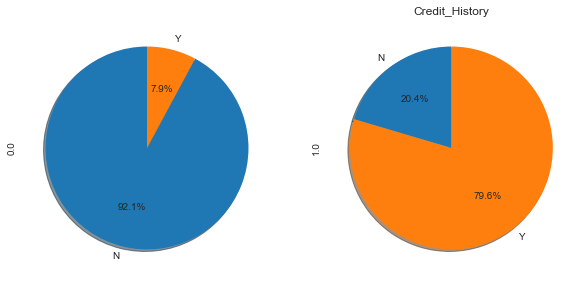 Credit_History
0.0
Y
7.9%
92.1%
N
1.0
N
20.4%
79.6%
Y